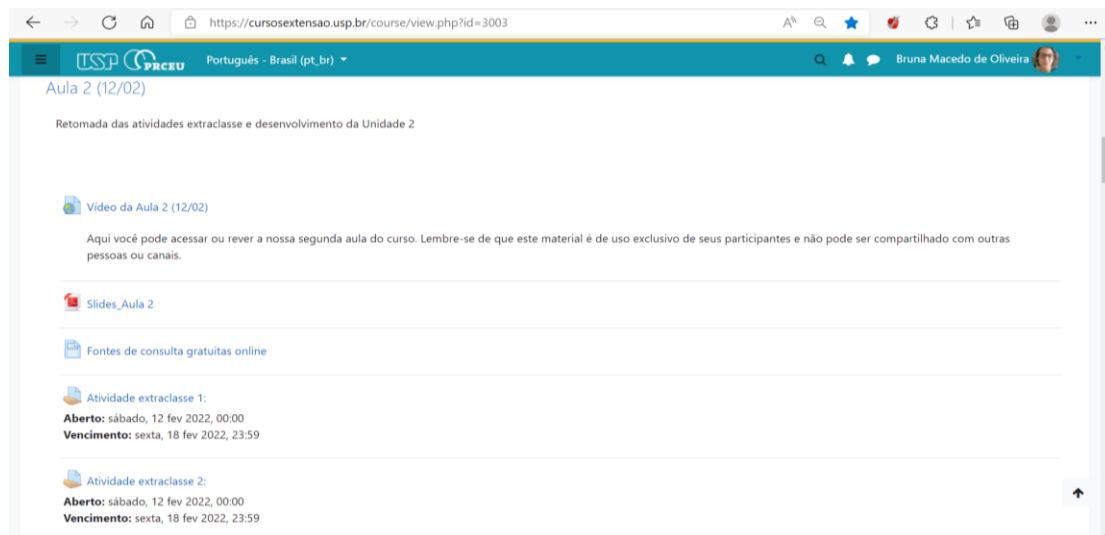 https://cursosextensao.usp.br/course/view.php?id=3003
USP PRCEU Português - Brasil (pt_br) Bruna Macedo de Oliveira
Aula 2 (12/02)
Retomada das atividades extraclasse e desenvolvimento da Unidade 2
Vídeo da Aula 2 (12/02)
Aqui você pode acessar ou rever a nossa segunda aula do curso. Lembre-se de que este material é de uso exclusivo de seus participantes e não pode ser compartilhado com outras
pessoas ou canais.
Slides_Aula 2
Fontes de consulta gratuitas online
Atividade extraclasse 1:
Aberto: sábado, 12 fev 2022, 00:00
Vencimento: sexta, 18 fev 2022, 23:59
Atividade extraclasse 2:
Aberto: sábado, 12 fev 2022, 00:00
Vencimento: sexta, 18 fev 2022, 23:59